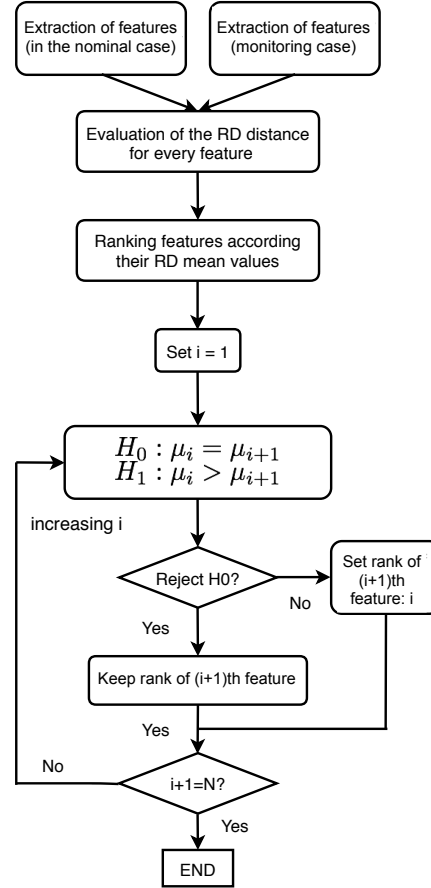 Extraction of features
(in the nominal case)
Extraction of features
(monitoring case)
Evaluation of the RD distance
for every feature
Ranking features according
their RD mean values
Set i = 1
H₀ : μᵢ = μᵢ₊₁
H₁ : μᵢ > μᵢ₊₁
increasing i
Reject H0?
No
Set rank of
(i+1)th
feature: i
Yes
Keep rank of (i+1)th feature
Yes
No
i+1=N?
Yes
END